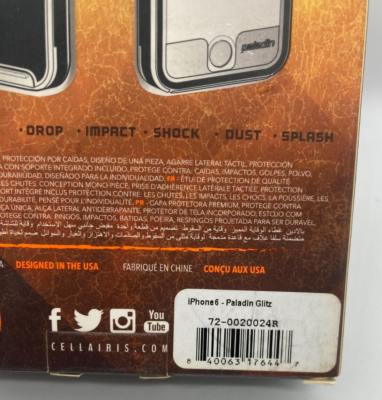 paladin
• DROP • IMPACT • SHOCK • DUST • SPLASH
PROTECCIÓN POR CAÍDAS, DISEÑO DE UNA PIEZA, AGARRE LATERAL TÁCTIL, PROTECCIÓN
CON SOPORTE INTEGRADO INCLUIDO. PROTEGE CONTRA: CAÍDAS, IMPACTOS, GOLPES, POLVO,
DURABILIDAD, DISEÑADO PARA LA INDIVIDUALIDAD. FR • ÉTUI DE PROTECTION DE QUALITÉ
LES CHUTES. CONCEPTION MONO-PIÈCE, PRISE D'ADHÉRENCE LATÉRALE TACTILE. PROTECTION
PORT INTÉGRÉ INCLUS PROTECTION CONTRE: LES CHUTES, LES IMPACTS, LES CHOCS, LA POUSSIÈRE, LES
DURABILITÉ, PENSÉ POUR L'INDIVIDUALITÉ. PR • CAPA PROTETORA PREMIUM. PROTEGE CONTRA
ÚNICA, ALÇA LATERAL ANTIDERRAPANTE, PROTETOR DE TELA INCORPORADO, ESTOJO COM
PROTEGE CONTRA: PINGOS, IMPACTOS, BATIDAS, POEIRA, RESPINGOS PROJETADA PARA SER DURÁVEL
DESIGNED IN THE USA FABRIQUÉ EN CHINE CONÇU AUX USA
You
Tube
CELLAIRIS.COM
iPhone6 - Paladin Glitz
72-0020024R
8 40063 17644 7